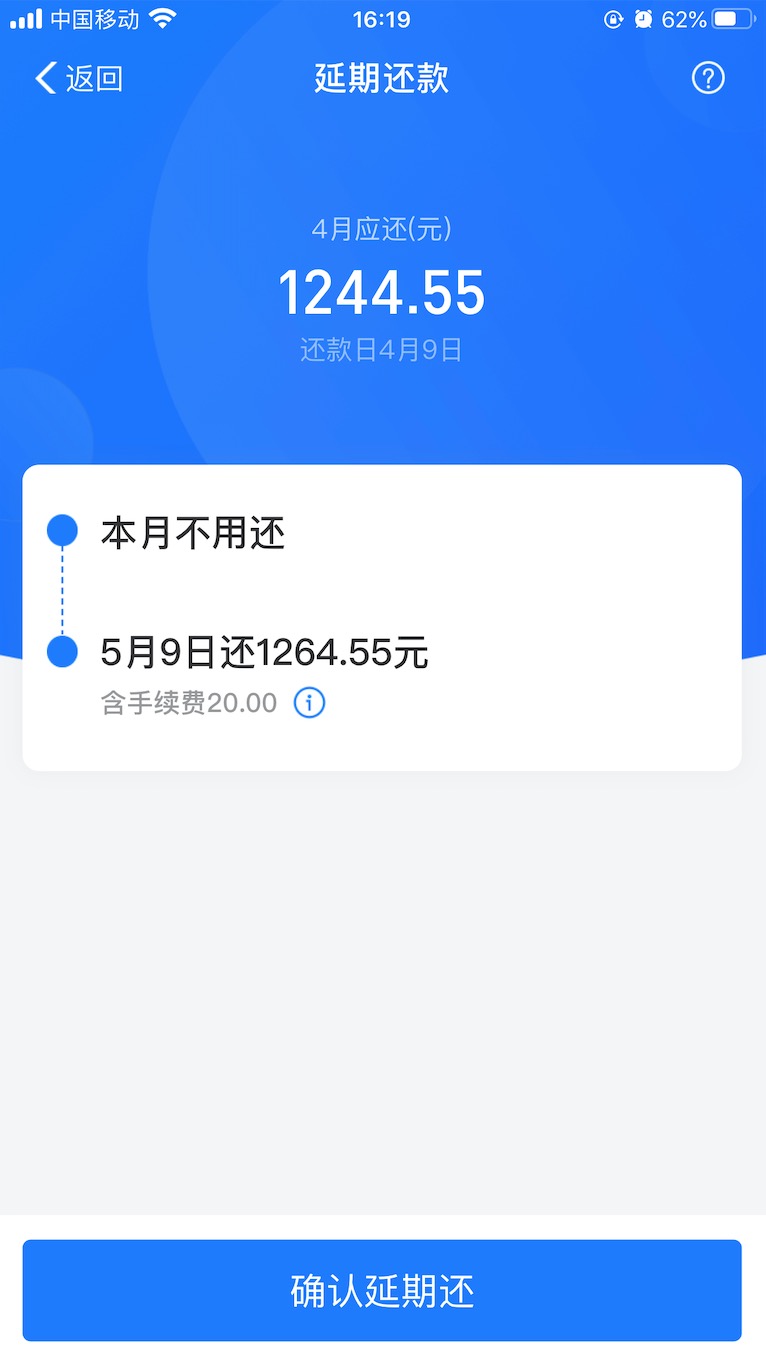 中国移动 16:19 62%
返回 延期还款
4月应还(元)
1244.55
还款日4月9日
本月不用还
5月9日还1264.55元
含手续费20.00
确认延期还